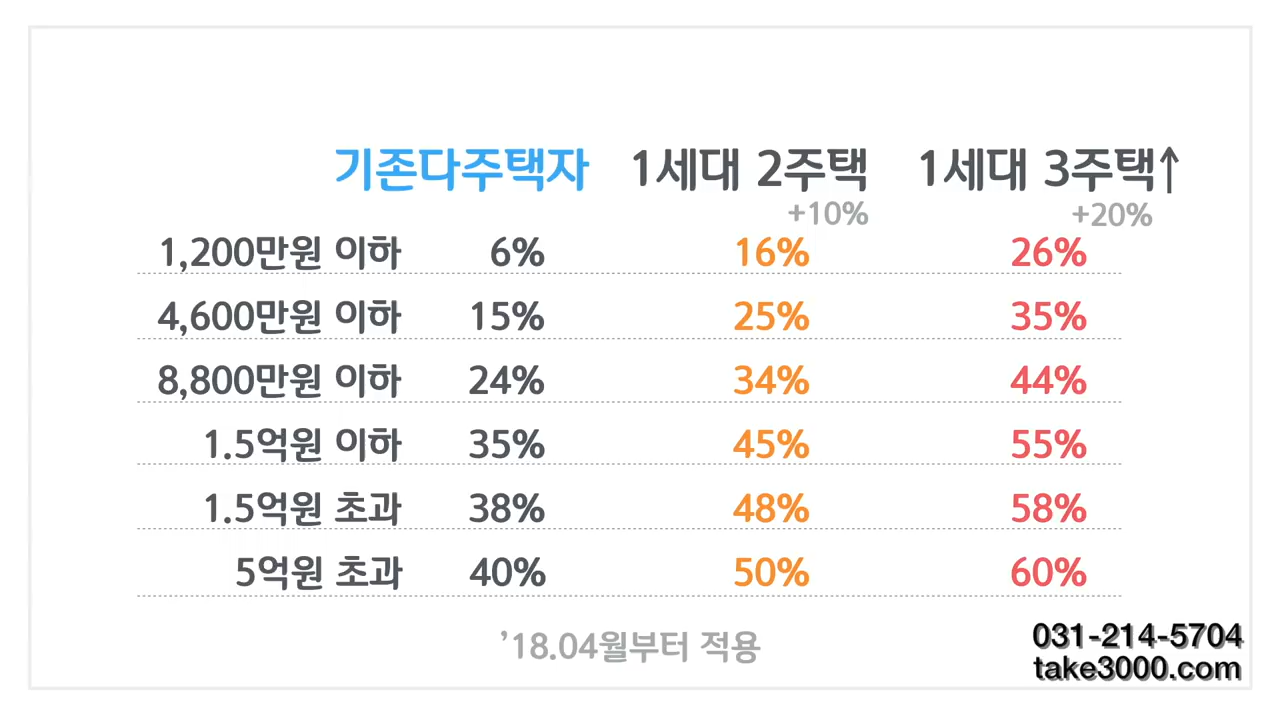 기존다주택자 1세대 2주택 1세대 3주택↑
+10% +20%
1,200만원 이하 6% 16% 26%
4,600만원 이하 15% 25% 35%
8,800만원 이하 24% 34% 44%
1.5억원 이하 35% 45% 55%
1.5억원 초과 38% 48% 58%
5억원 초과 40% 50% 60%
’18.04월부터 적용
031-214-5704
take3000.com